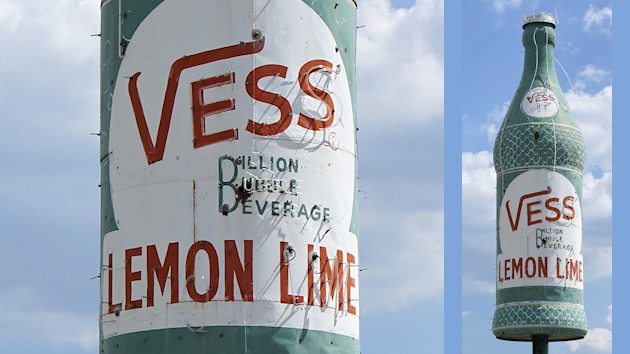 VESS
®
BILLION
BUBBLE
BEVERAGE
LEMON LIME
VESS
VESS
BILLION
BUBBLE
BEVERAGE
LEMON LIME